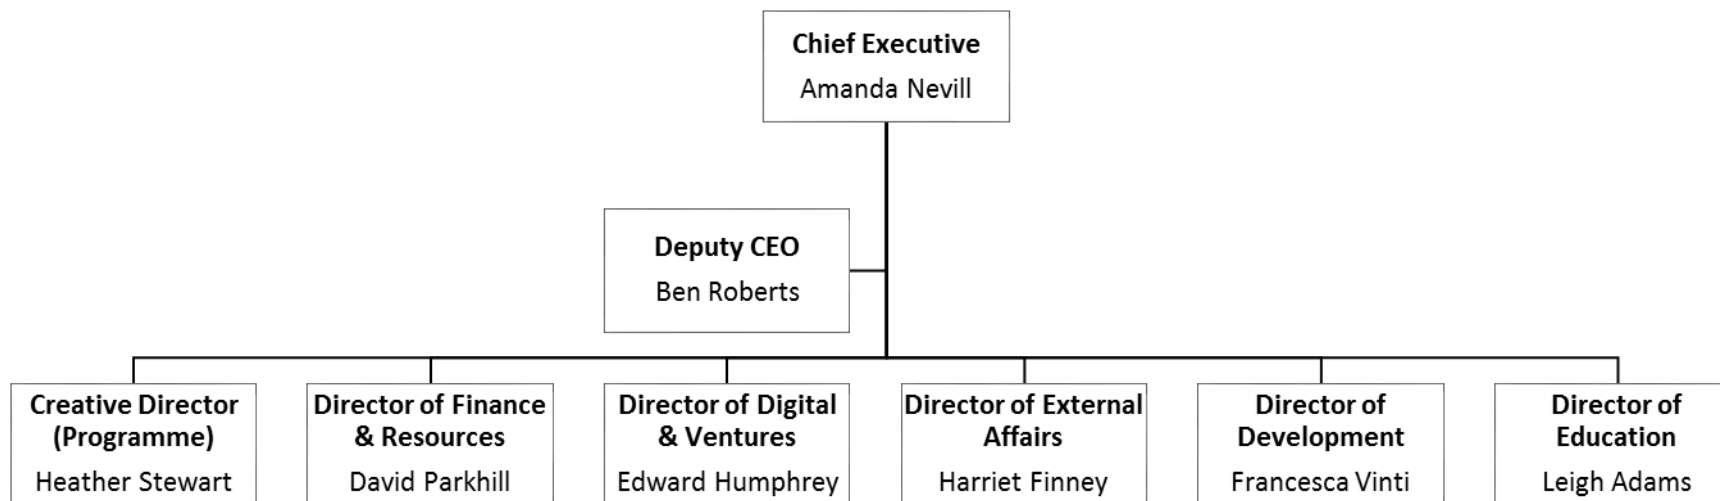 Chief Executive
Amanda Nevill
Deputy CEO
Ben Roberts
Creative Director
(Programme)
Heather Stewart
Director of Finance
& Resources
David Parkhill
Director of Digital
& Ventures
Edward Humphrey
Director of External
Affairs
Harriet Finney
Director of
Development
Francesca Vinti
Director of
Education
Leigh Adams